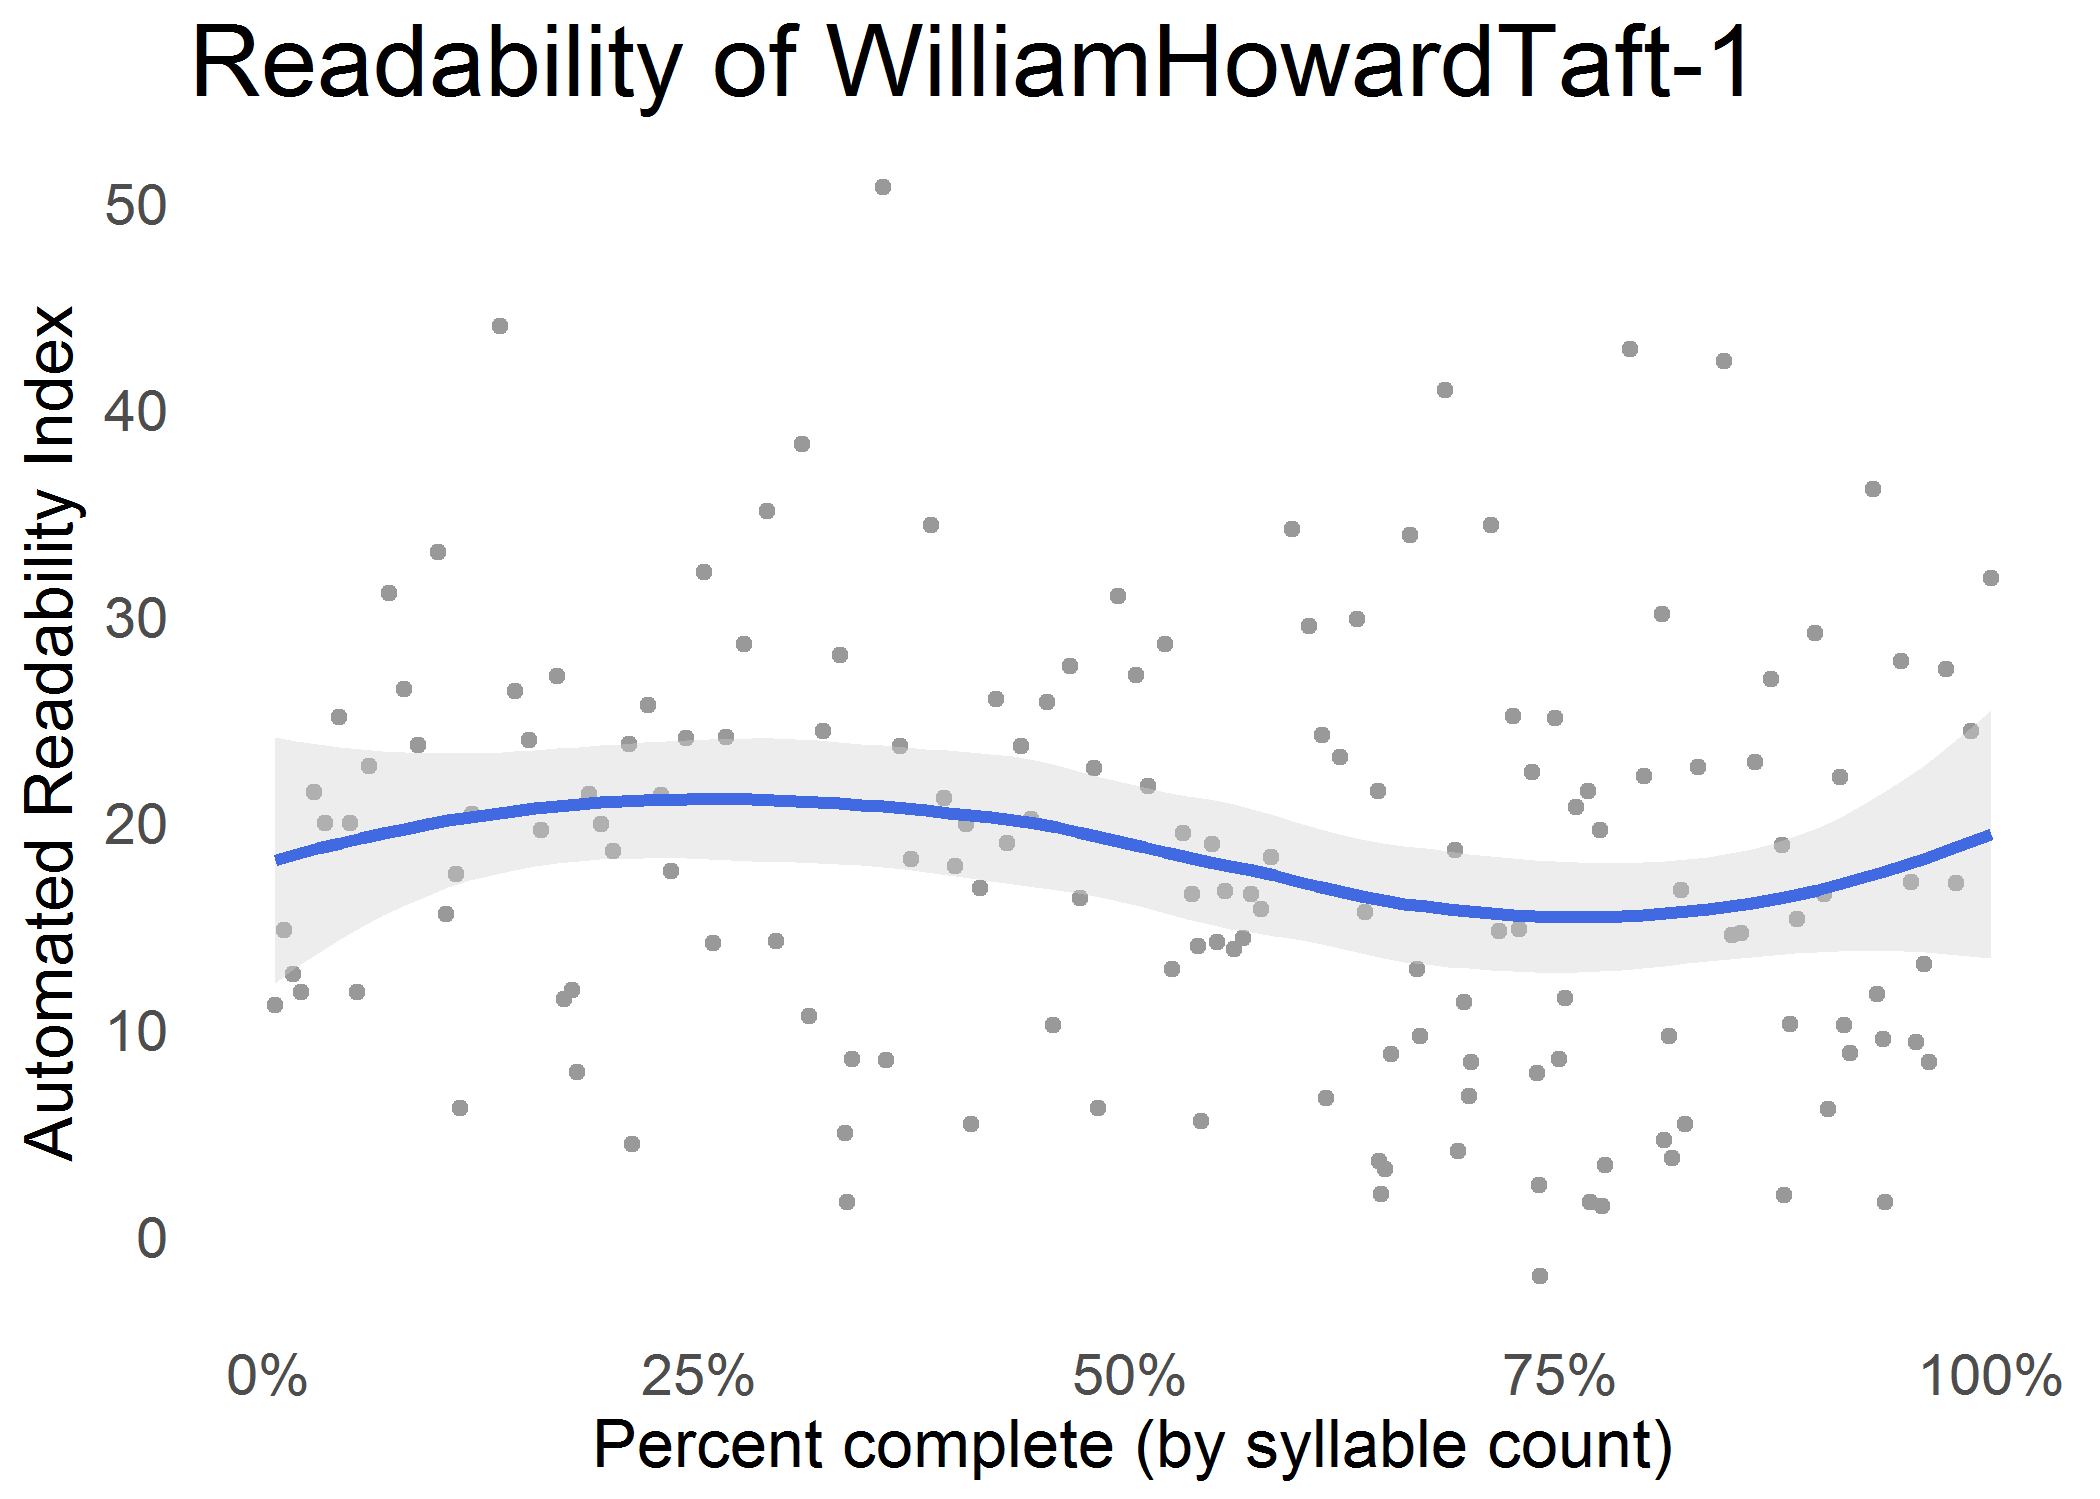 Readability of WilliamHowardTaft-1
Automated Readability Index
50
40
30
20
10
0
0% 25% 50% 75% 100%
Percent complete (by syllable count)